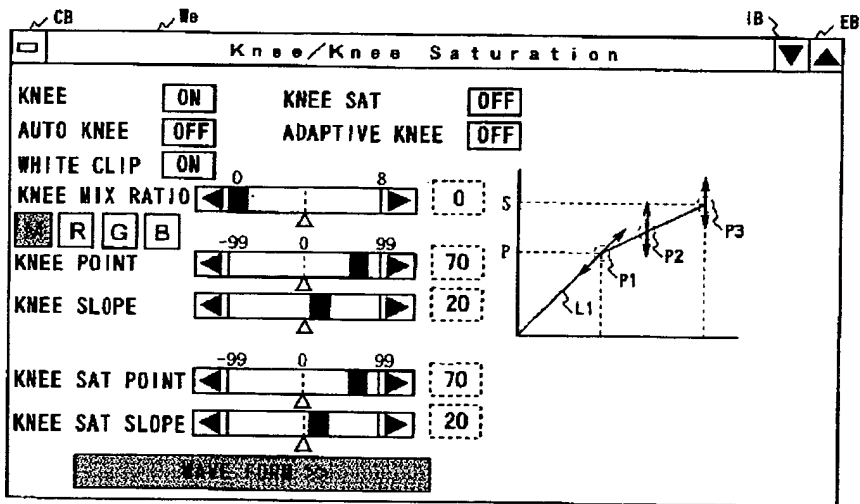 CB We IB EB
Knee/Knee Saturation
KNEE ON KNEE SAT OFF
AUTO KNEE OFF ADAPTIVE KNEE OFF
WHITE CLIP ON
0 8
KNEE MIX RATIO 0
M R G B
-99 0 99
KNEE POINT 70
KNEE SLOPE 20
-99 0 99
KNEE SAT POINT 70
KNEE SAT SLOPE 20
WAVE FORM >>
S
P
P3
P2
P1
L1